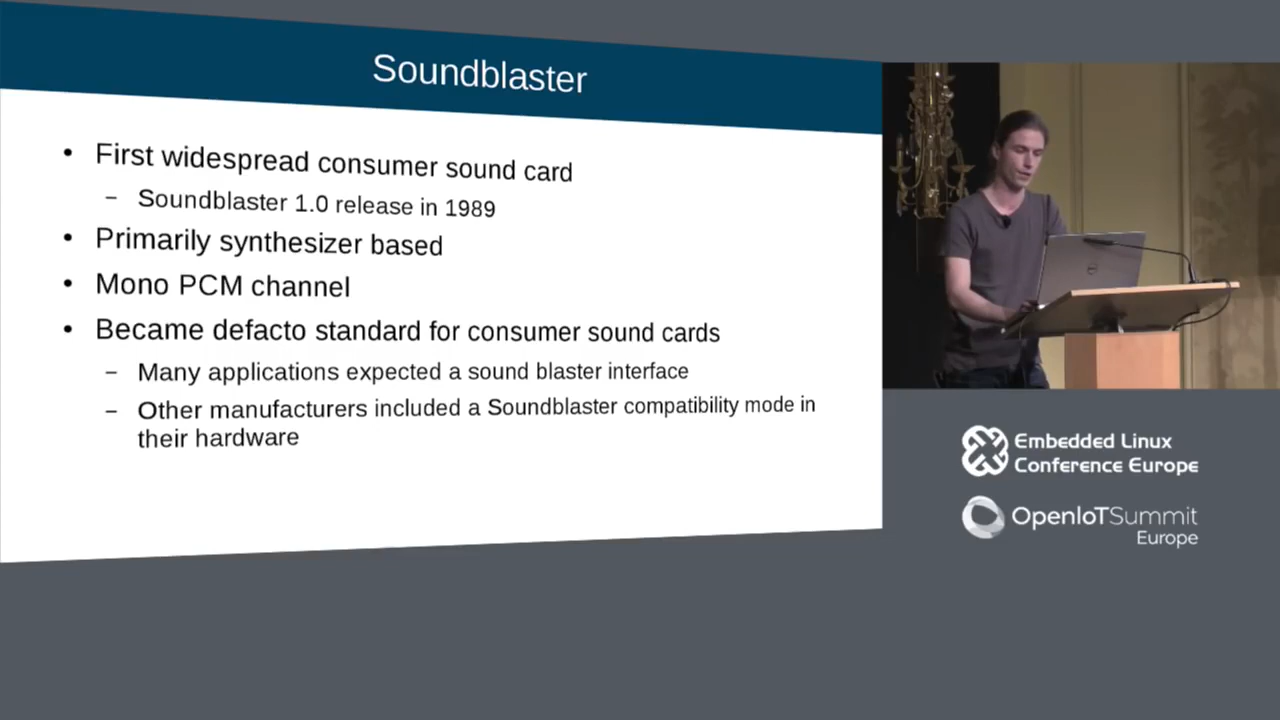 Soundblaster
• First widespread consumer sound card
– Soundblaster 1.0 release in 1989
• Primarily synthesizer based
• Mono PCM channel
• Became defacto standard for consumer sound cards
– Many applications expected a sound blaster interface
– Other manufacturers included a Soundblaster compatibility mode in
their hardware
Embedded Linux
Conference Europe
OpenIoTSummit
Europe